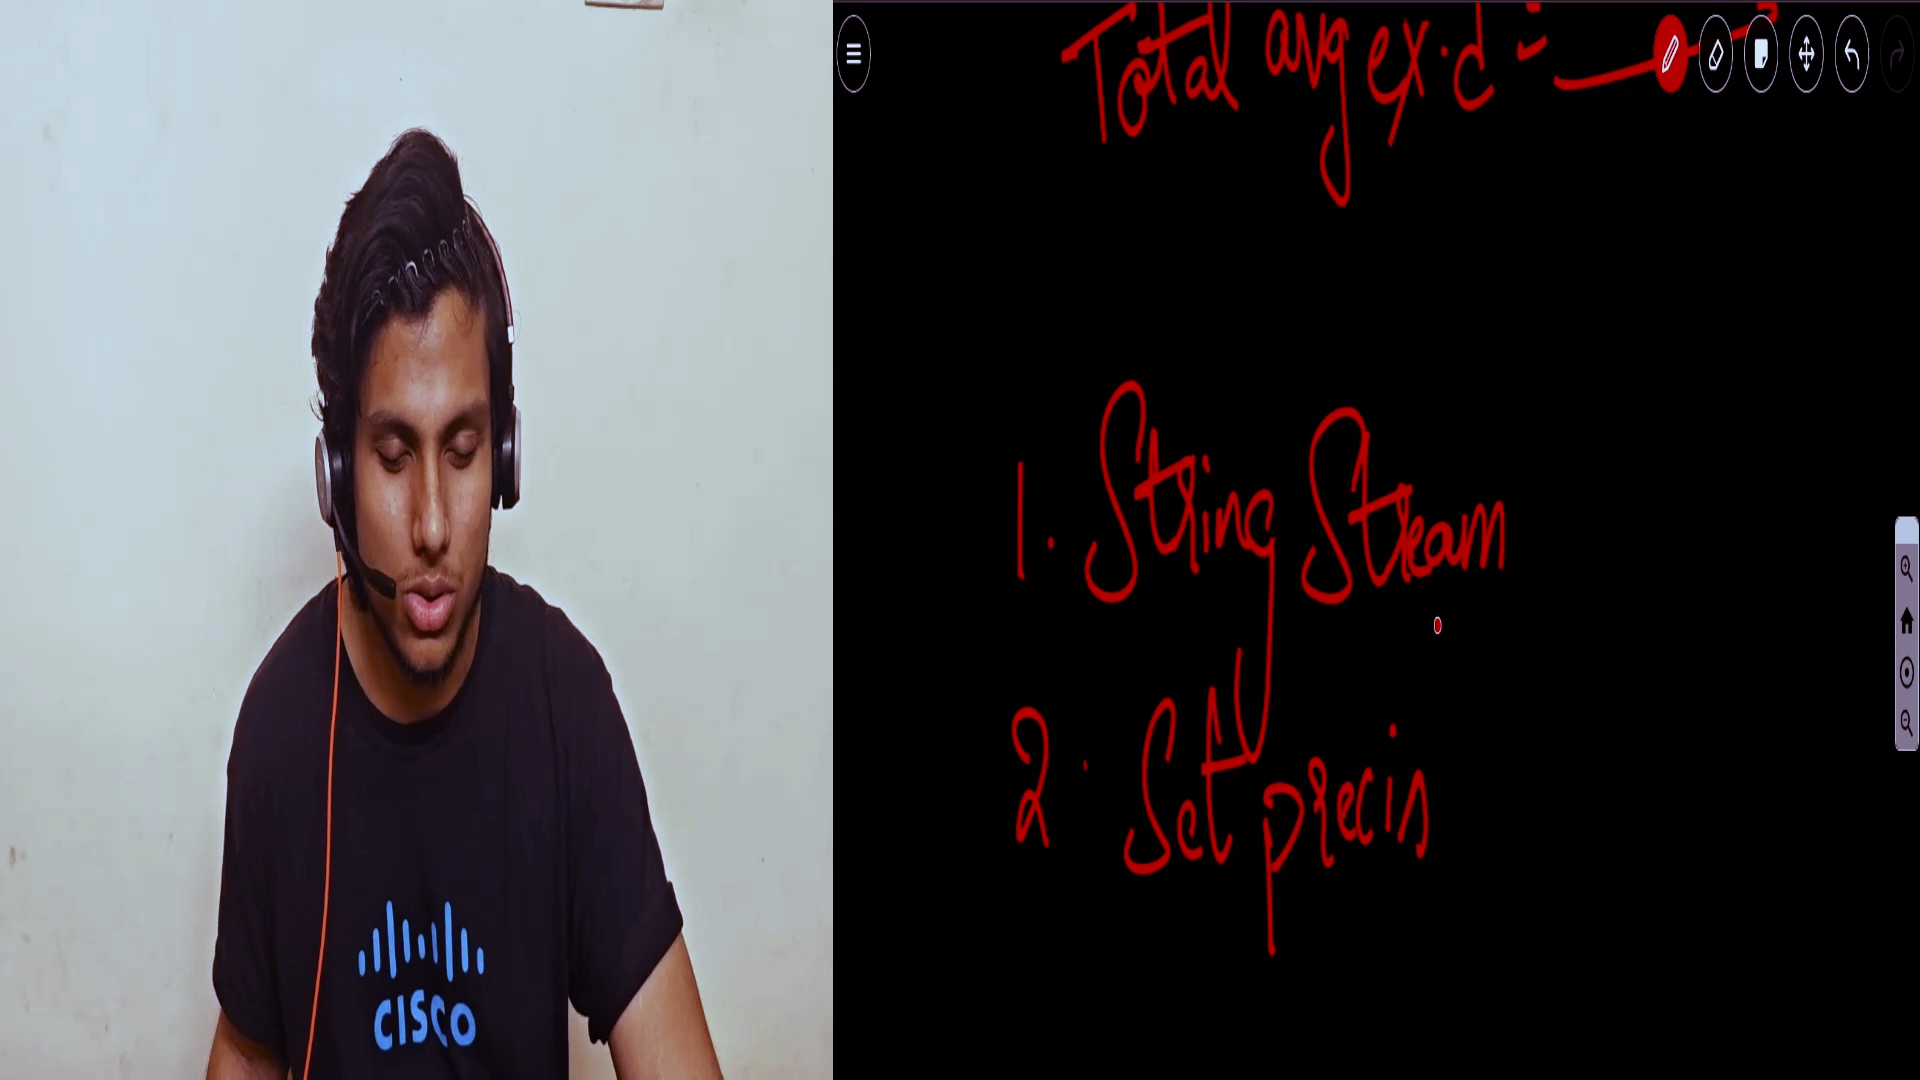 Total avg ex.d =
1. String Stream
2. Set precis
CISCO